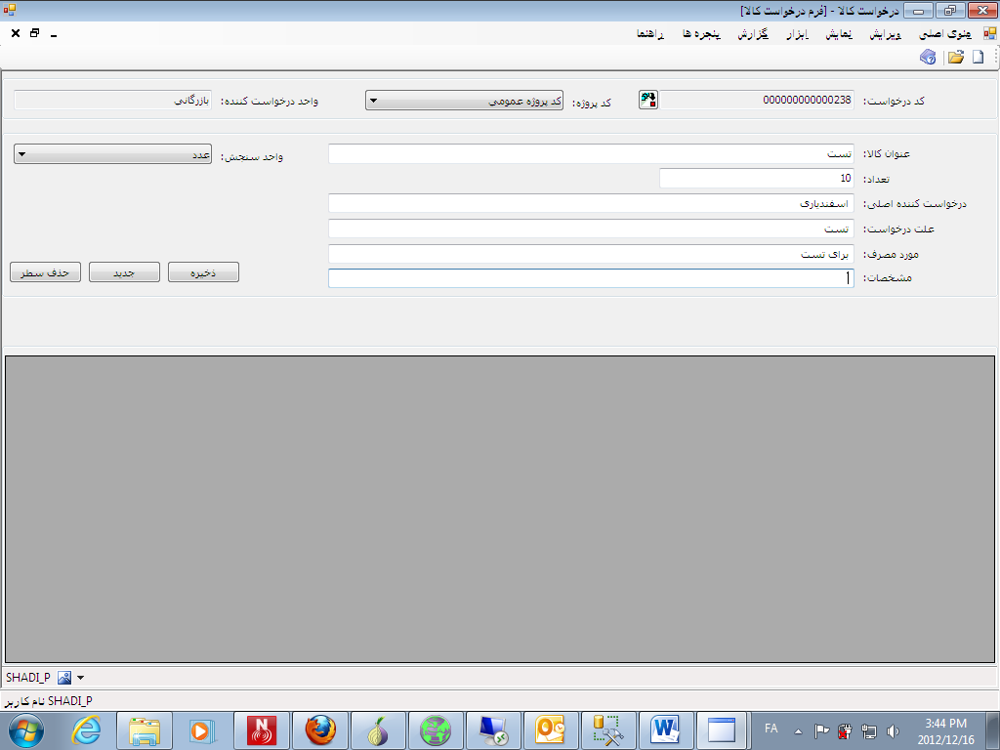 درخواست کالا - [فرم درخواست کالا]
منوی اصلی ویرایش نمایش ابزار گزارش پنجره ها راهنما
کد درخواست: 000000000000238 کد پروژه: کد پروژه عمومی واحد درخواست کننده: بازرگانی
عنوان کالا: تست واحد سنجش: عدد
تعداد: 10
درخواست کننده اصلی: اسفندیاری
علت درخواست: تست
مورد مصرف: برای تست
مشخصات:
ذخیره جدید حذف سطر
SHADI_P
نام کاربر SHADI_P
FA 3:44 PM
2012/12/16